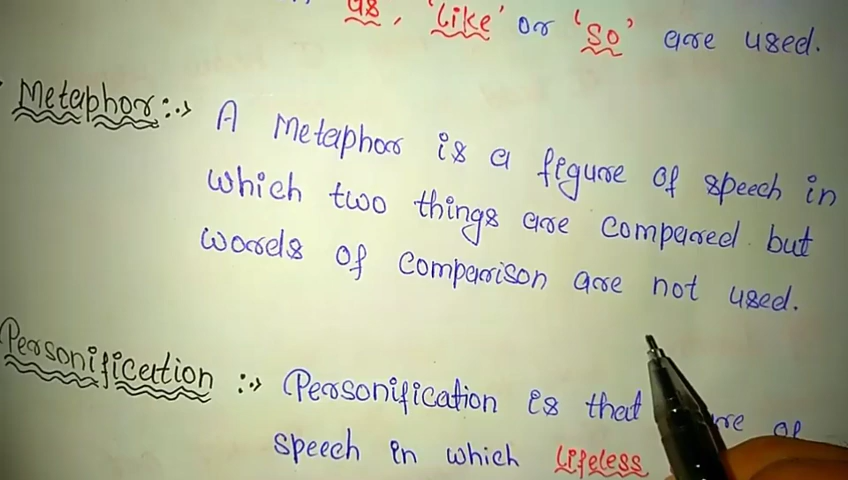 as, 'like' or 'so' are used.
Metaphor:→ A Metaphor is a figure of speech in
which two things are compared but
words of comparison are not used.
Personification :→ Personification is that of
speech in which lifeless